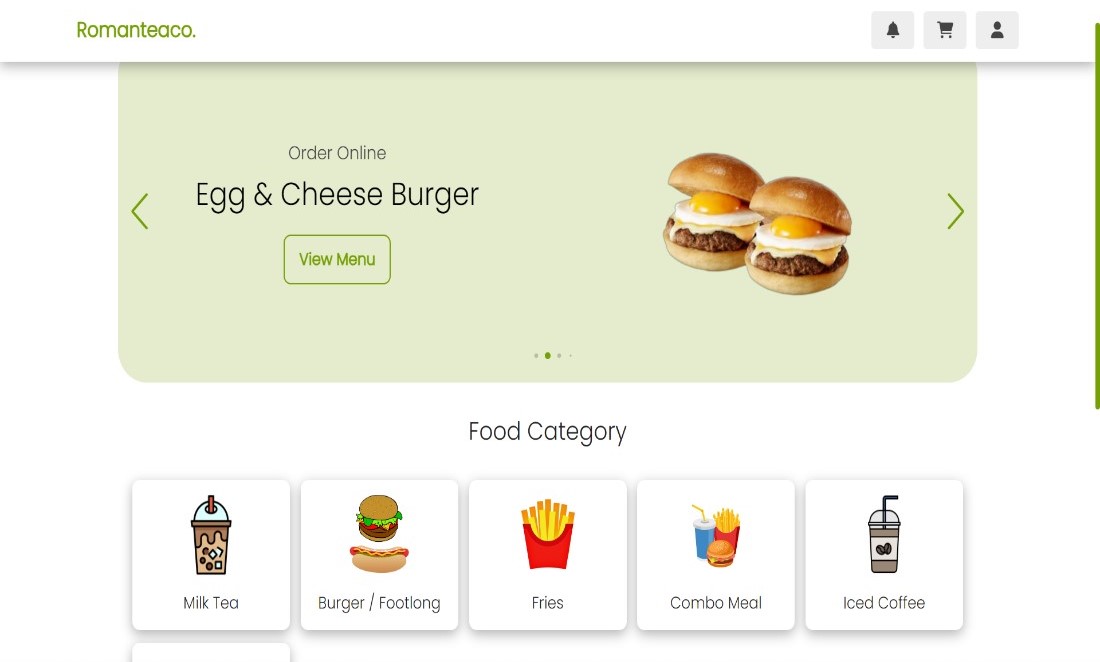 Romanteaco.
Order Online
Egg & Cheese Burger
View Menu
Food Category
Milk Tea
Burger / Footlong
Fries
Combo Meal
Iced Coffee